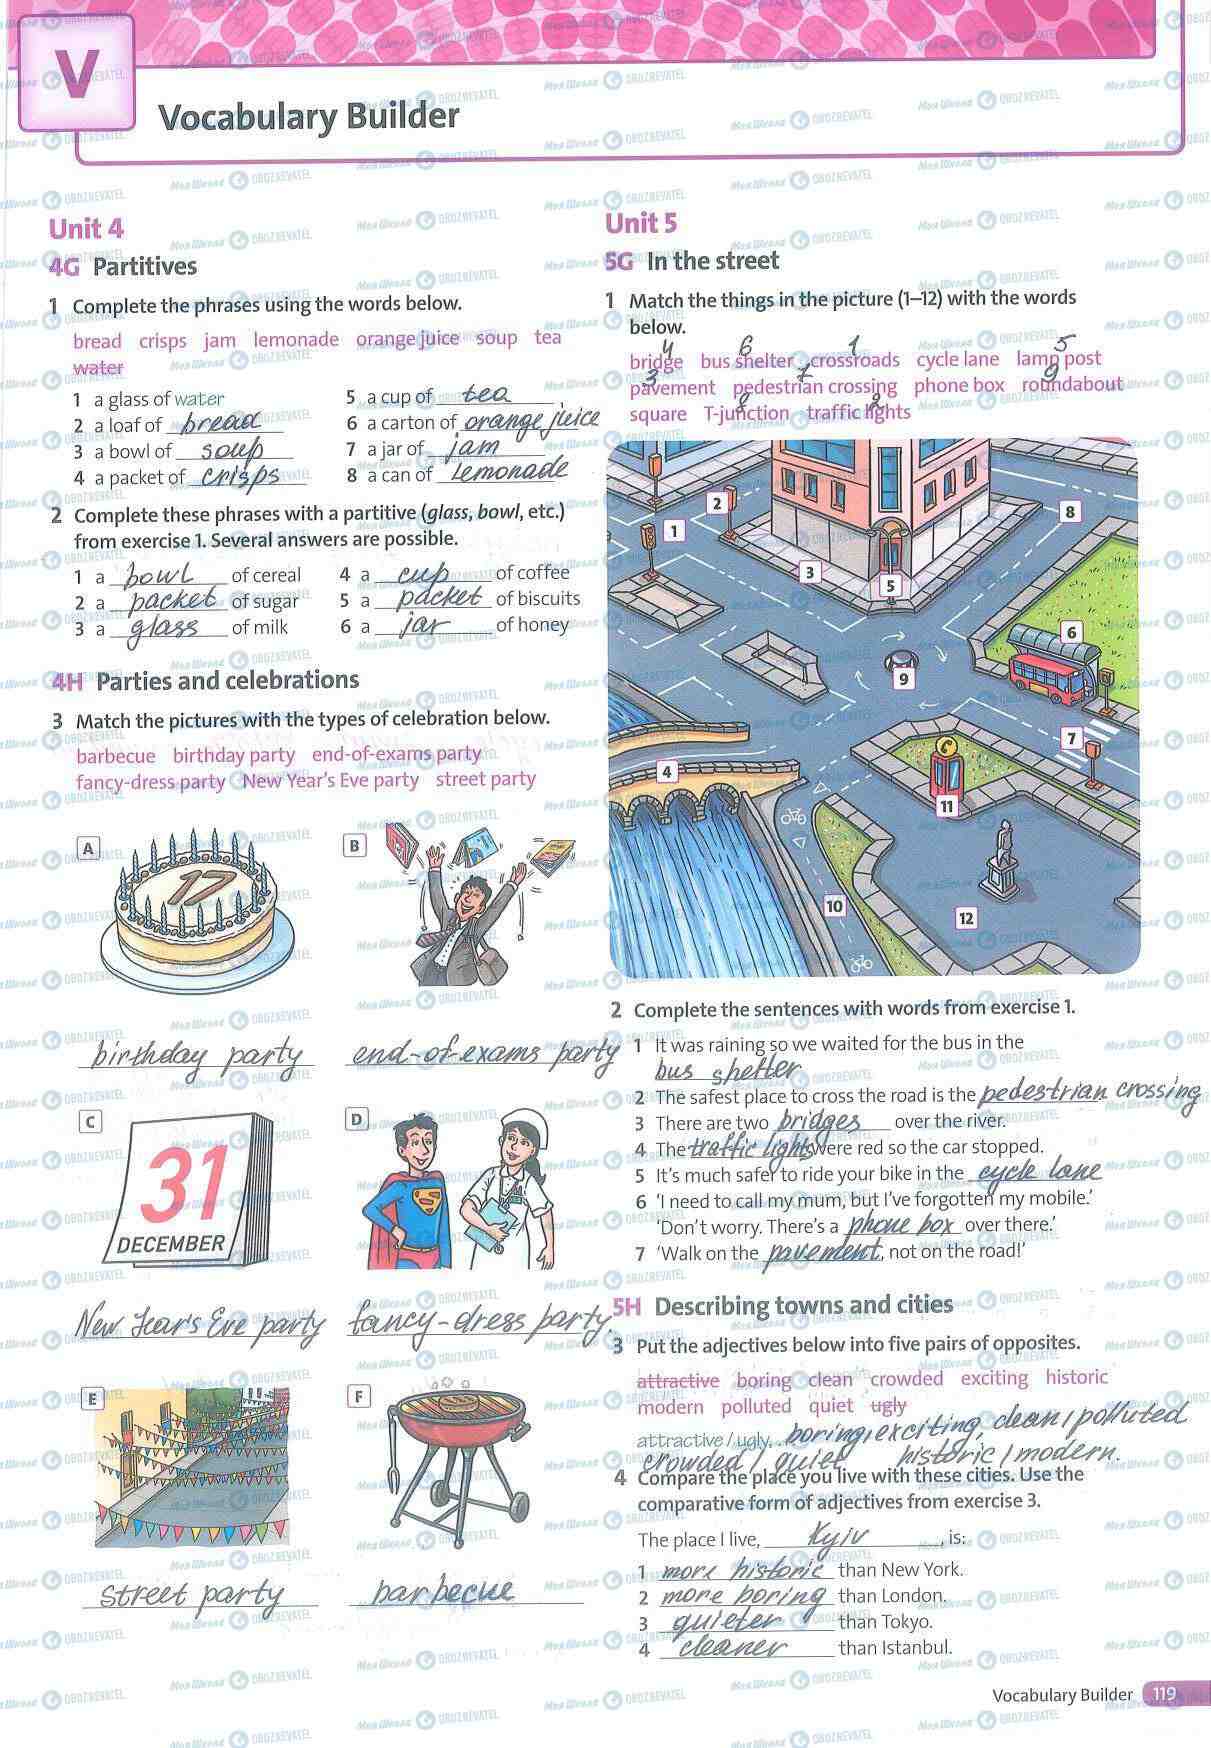 V
Vocabulary Builder
Unit 4
4G Partitives
1 Complete the phrases using the words below.
bread crisps jam lemonade orange juice soup tea
water
1 a glass of water
2 a loaf of bread
3 a bowl of soup
4 a packet of crisps
5 a cup of tea
6 a carton of orange juice
7 a jar of jam
8 a can of lemonade
2 Complete these phrases with a partitive (glass, bowl, etc.)
from exercise 1. Several answers are possible.
1 a bowl of cereal
2 a packet of sugar
3 a glass of milk
4 a cup of coffee
5 a packet of biscuits
6 a jar of honey
4H Parties and celebrations
3 Match the pictures with the types of celebration below.
barbecue birthday party end-of-exams party
fancy-dress party New Year's Eve party street party
A
17
B
birthday party
end-of-exams party
C
31
DECEMBER
D
New Year's Eve party
fancy-dress party
E
F
street party
barbecue
Unit 5
5G In the street
1 Match the things in the picture (1–12) with the words
below.
4 6 1 5
bridge bus shelter crossroads cycle lane lamp post
3 7 9
pavement pedestrian crossing phone box roundabout
8 2
square T-junction traffic lights
1
2
3
4
5
6
7
8
9
10
11
12
2 Complete the sentences with words from exercise 1.
1 It was raining so we waited for the bus in the
bus shelter
2 The safest place to cross the road is the pedestrian crossing
3 There are two bridges over the river.
4 The traffic lights were red so the car stopped.
5 It's much safer to ride your bike in the cycle lane
6 'I need to call my mum, but I've forgotten my mobile.'
'Don't worry. There's a phone box over there.'
7 'Walk on the pavement, not on the road!'
5H Describing towns and cities
3 Put the adjectives below into five pairs of opposites.
attractive boring clean crowded exciting historic
modern polluted quiet ugly
attractive / ugly, boring, exciting, clean / polluted
crowded / quiet historic / modern.
4 Compare the place you live with these cities. Use the
comparative form of adjectives from exercise 3.
The place I live, Kyiv, is:
1 more historic than New York.
2 more boring than London.
3 quieter than Tokyo.
4 cleaner than Istanbul.
Vocabulary Builder 119
Моя Школа OBOZREVATEL